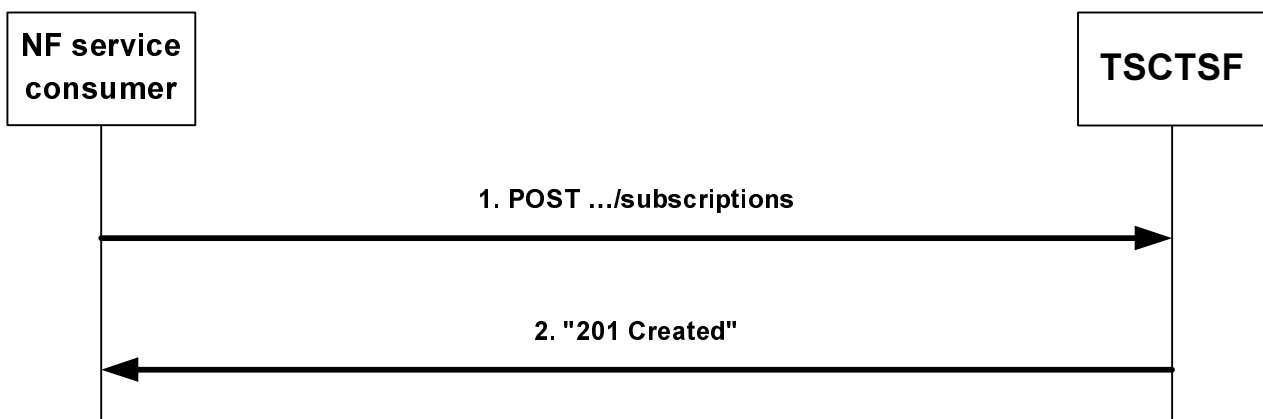 NF service
consumer
TSCTSF
1. POST …/subscriptions
2. "201 Created"